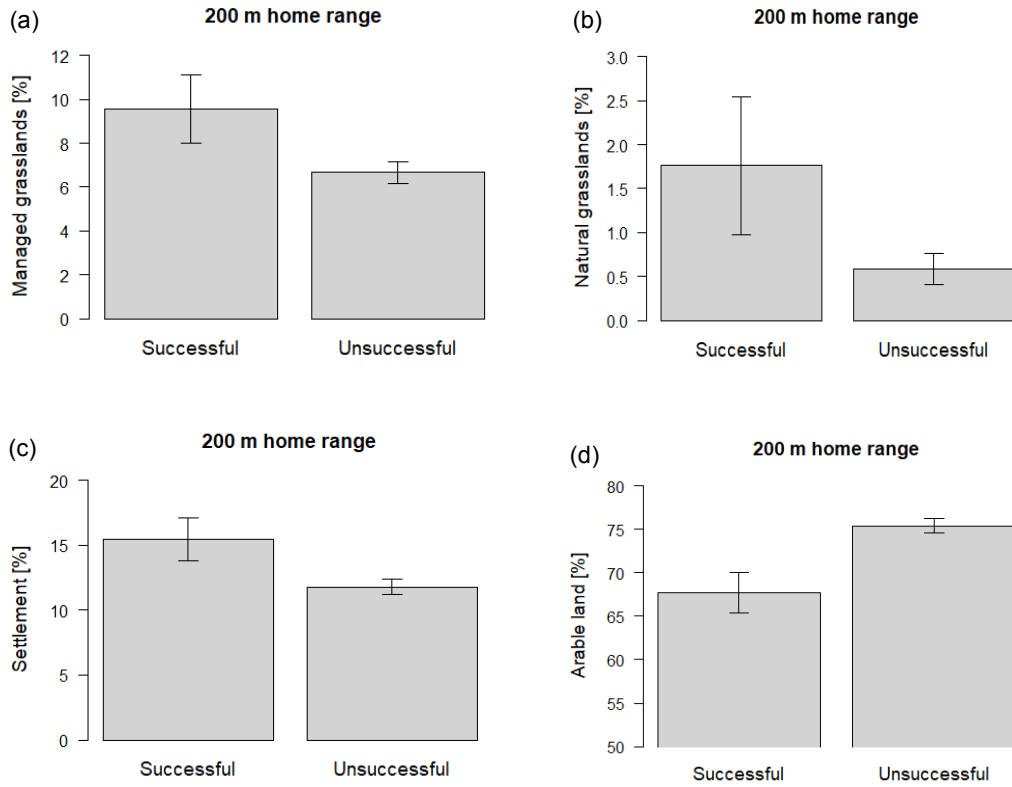 (a)
200 m home range
Managed grasslands [%]
12
10
8
6
4
2
0
Successful
Unsuccessful
(b)
200 m home range
Natural grasslands [%]
3.0
2.5
2.0
1.5
1.0
0.5
0.0
Successful
Unsuccessful
(c)
200 m home range
Settlement [%]
20
15
10
5
0
Successful
Unsuccessful
(d)
200 m home range
Arable land [%]
80
75
70
65
60
55
50
Successful
Unsuccessful